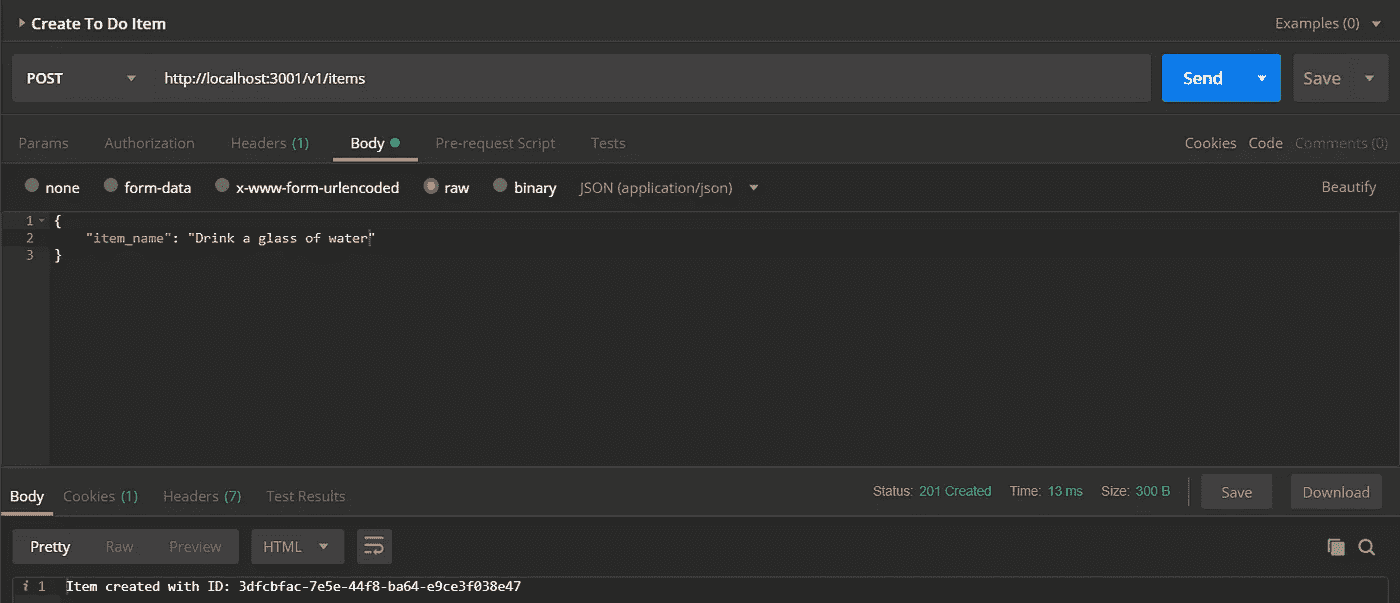 Create To Do Item
Examples (0)
POST
http://localhost:3001/v1/items
Send
Save
Params Authorization Headers (1) Body Pre-request Script Tests
Cookies Code Comments (0)
none form-data x-www-form-urlencoded raw binary JSON (application/json)
Beautify
1 {
2 "item_name": "Drink a glass of water"
3 }
Body Cookies (1) Headers (7) Test Results
Status: 201 Created Time: 13 ms Size: 300 B
Save
Download
Pretty Raw Preview HTML
i 1 Item created with ID: 3dfcbfac-7e5e-44f8-ba64-e9ce3f038e47